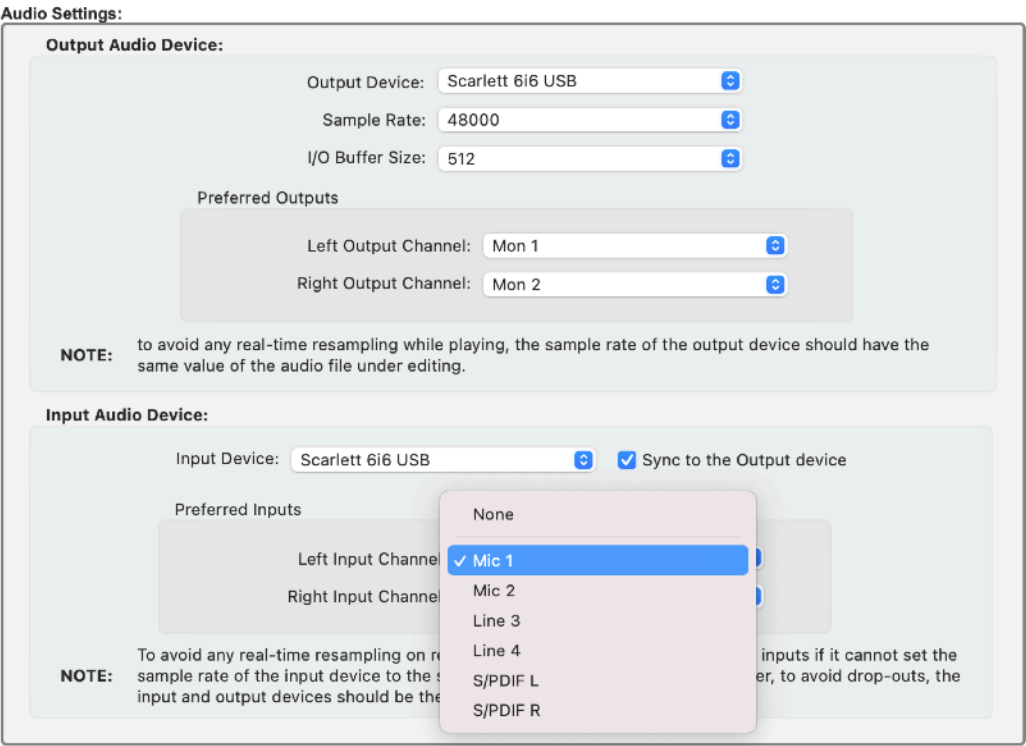 Audio Settings:
Output Audio Device:
Output Device: Scarlett 6i6 USB
Sample Rate: 48000
I/O Buffer Size: 512
Preferred Outputs
Left Output Channel: Mon 1
Right Output Channel: Mon 2
NOTE: to avoid any real-time resampling while playing, the sample rate of the output device should have the
same value of the audio file under editing.
Input Audio Device:
Input Device: Scarlett 6i6 USB Sync to the Output device
Preferred Inputs
None
Left Input Channel
✓ Mic 1
Mic 2
Right Input Channel
Line 3
Line 4
S/PDIF L
S/PDIF R
To avoid any real-time resampling on inputs if it cannot set the
NOTE: sample rate of the input device to the to avoid drop-outs, the
input and output devices should be